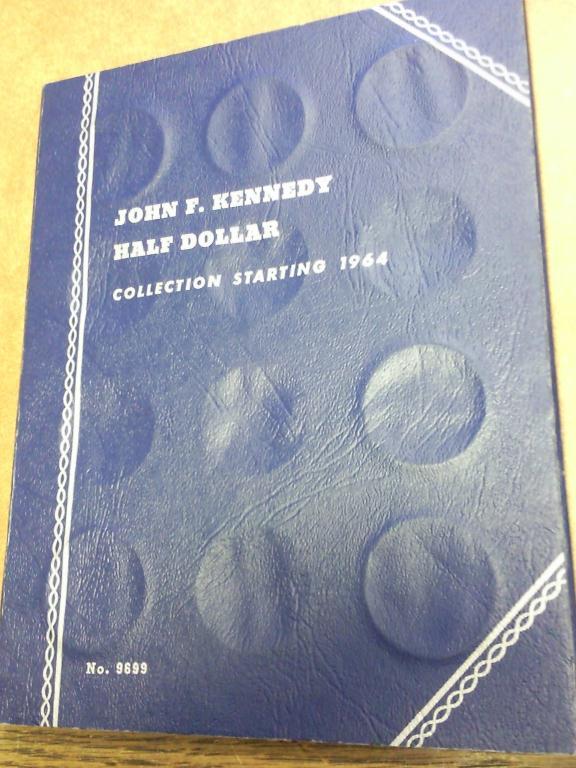 JOHN F. KENNEDY
HALF DOLLAR
COLLECTION STARTING 1964
No. 9699